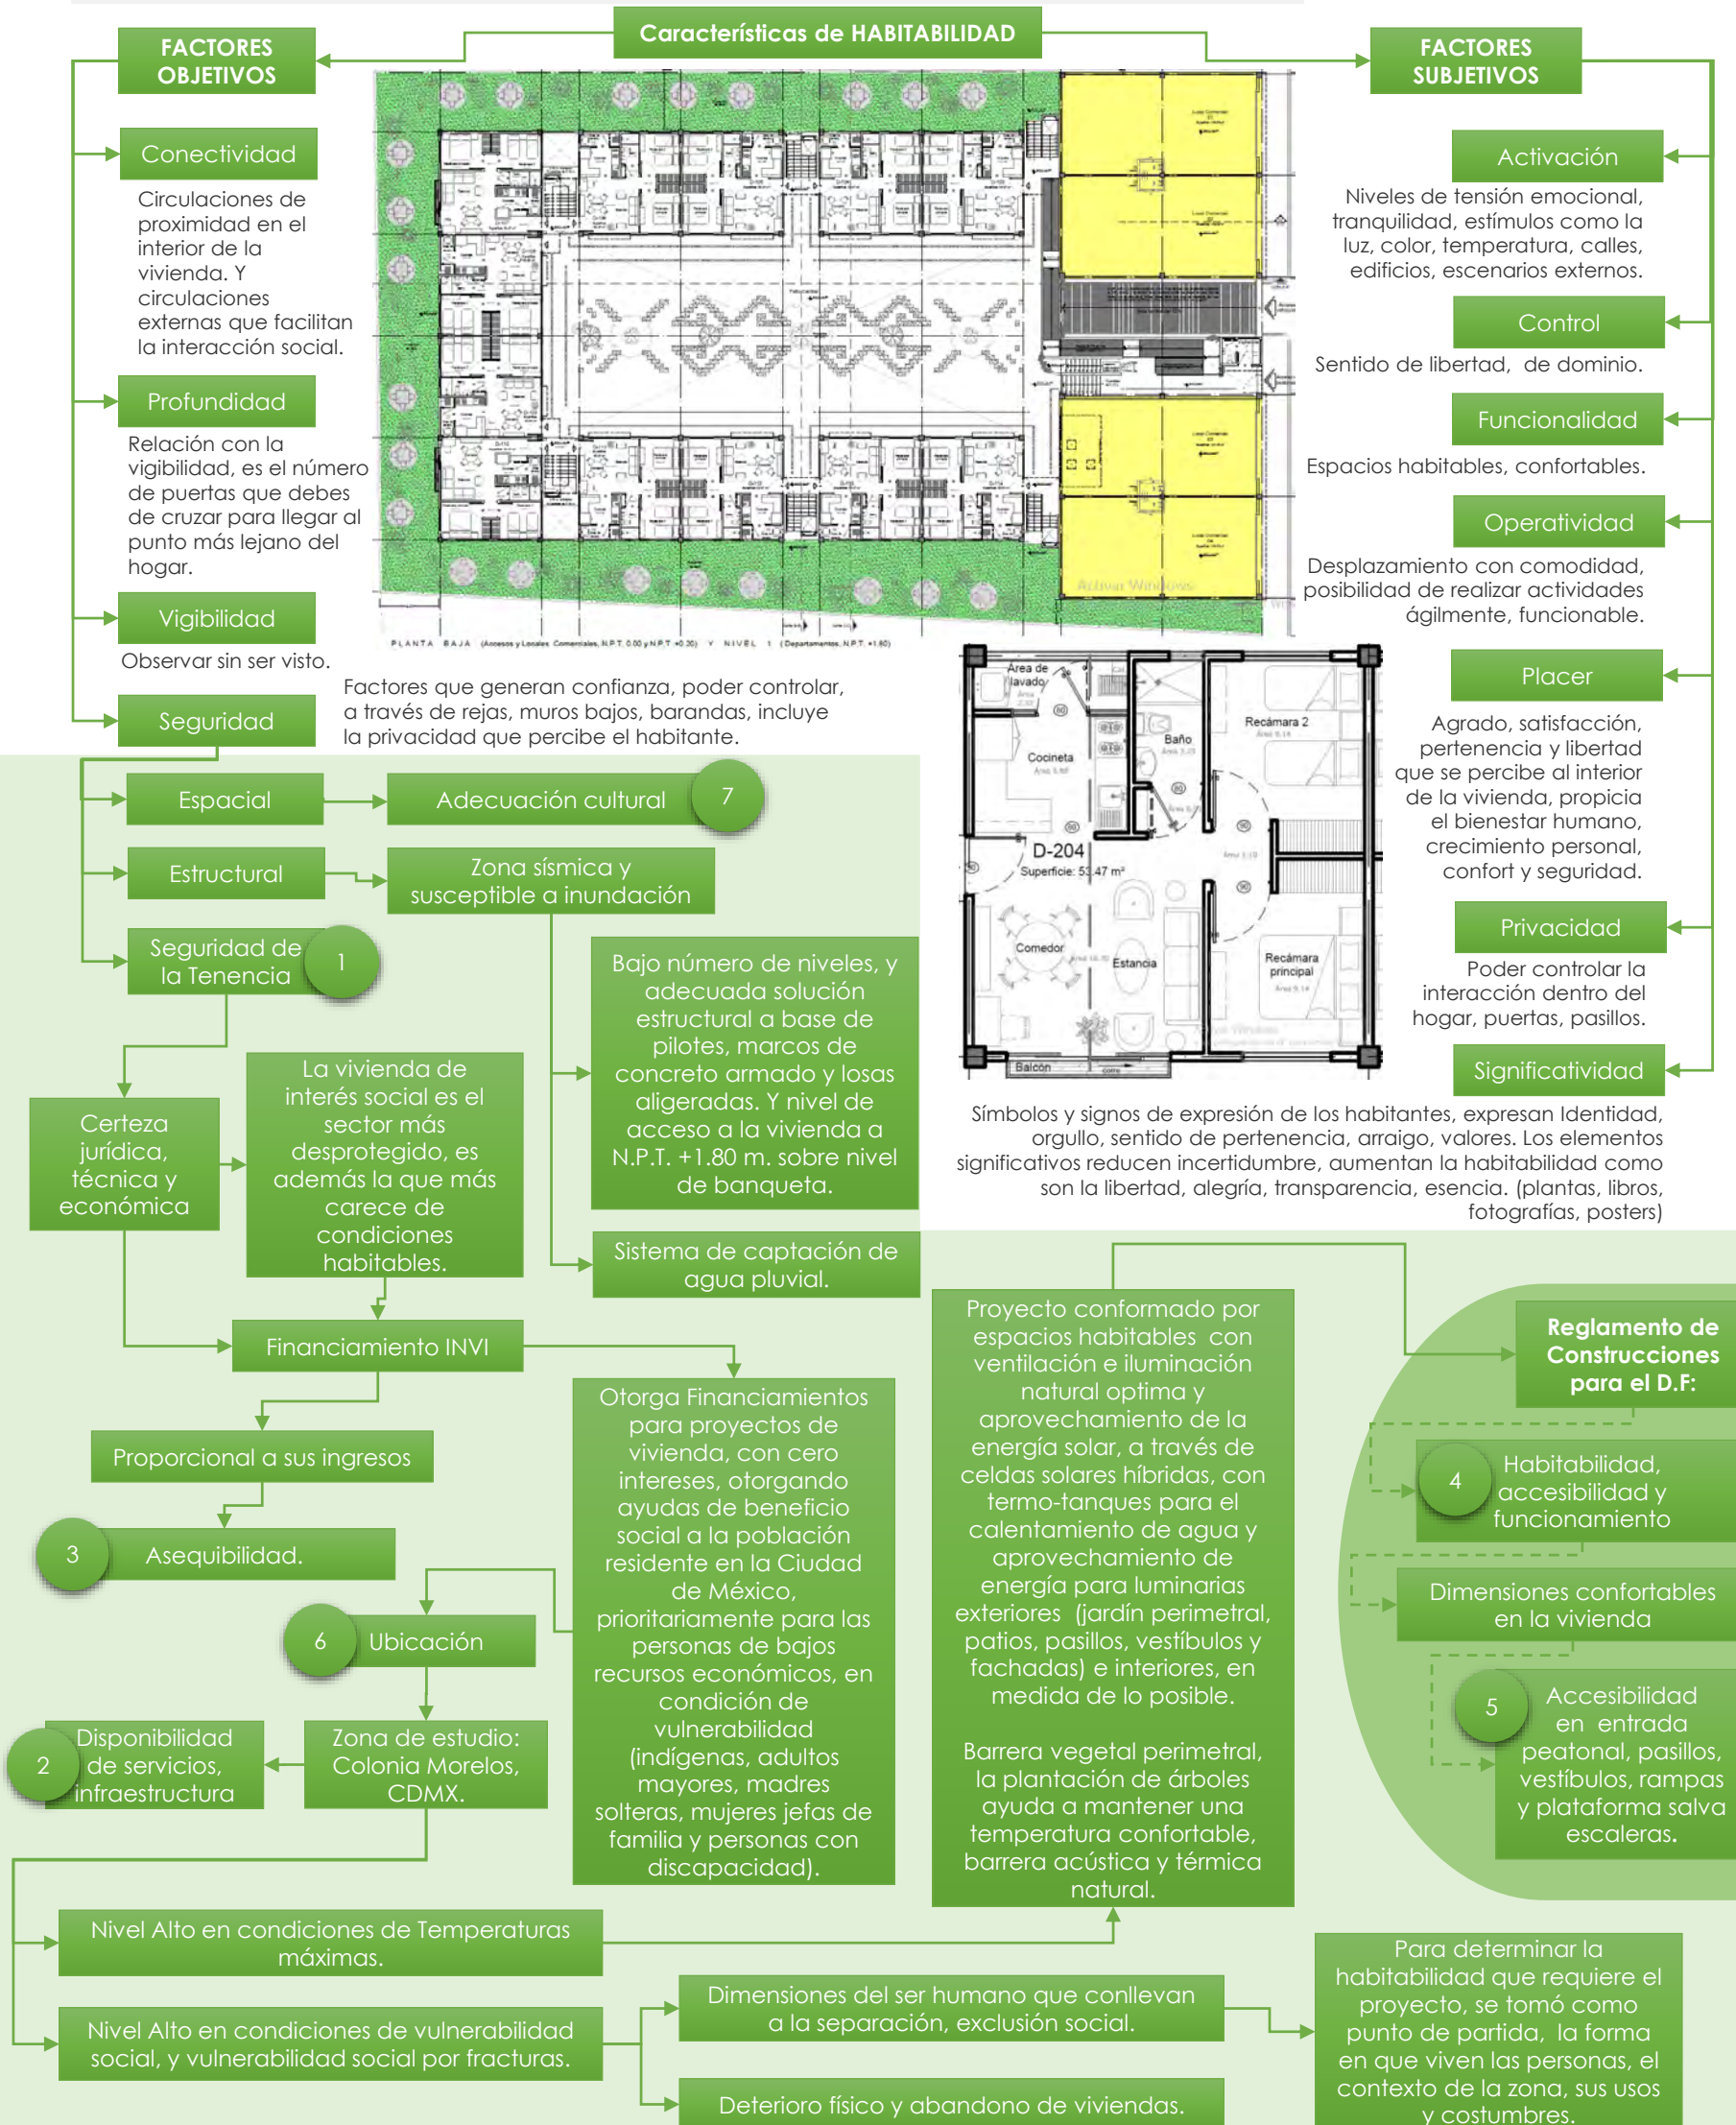 Características de HABITABILIDAD
FACTORES
OBJETIVOS
Conectividad
Circulaciones de
proximidad en el
interior de la
vivienda. Y
circulaciones
externas que facilitan
la interacción social.
Profundidad
Relación con la
vigibilidad, es el número
de puertas que debes
de cruzar para llegar al
punto más lejano del
hogar.
Vigibilidad
Observar sin ser visto.
Seguridad
Factores que generan confianza, poder controlar,
a través de rejas, muros bajos, barandas, incluye
la privacidad que percibe el habitante.
PLANTA BAJA (Accesos y Locales Comerciales, N.P.T. 0.00 y N.P.T. +0.20) Y NIVEL 1 (Departamentos, N.P.T. +1.80)
Activar Windows
FACTORES
SUBJETIVOS
Activación
Niveles de tensión emocional,
tranquilidad, estímulos como la
luz, color, temperatura, calles,
edificios, escenarios externos.
Control
Sentido de libertad, de dominio.
Funcionalidad
Espacios habitables, confortables.
Operatividad
Desplazamiento con comodidad,
posibilidad de realizar actividades
ágilmente, funcionable.
Placer
Agrado, satisfacción,
pertenencia y libertad
que se percibe al interior
de la vivienda, propicia
el bienestar humano,
crecimiento personal,
confort y seguridad.
Privacidad
Poder controlar la
interacción dentro del
hogar, puertas, pasillos.
Significatividad
Símbolos y signos de expresión de los habitantes, expresan Identidad,
orgullo, sentido de pertenencia, arraigo, valores. Los elementos
significativos reducen incertidumbre, aumentan la habitabilidad como
son la libertad, alegría, transparencia, esencia. (plantas, libros,
fotografías, posters)
Área de
lavado
Cocineta
Baño
Recámara 2
D-204
Superficie: 53.47 m²
Comedor
Estancia
Recámara
principal
Balcón
Espacial
Adecuación cultural
7
Estructural
Zona sísmica y
susceptible a inundación
Seguridad de
la Tenencia
1
Bajo número de niveles, y
adecuada solución
estructural a base de
pilotes, marcos de
concreto armado y losas
aligeradas. Y nivel de
acceso a la vivienda a
N.P.T. +1.80 m. sobre nivel
de banqueta.
Sistema de captación de
agua pluvial.
Certeza
jurídica,
técnica y
económica
La vivienda de
interés social es el
sector más
desprotegido, es
además la que más
carece de
condiciones
habitables.
Financiamiento INVI
Proporcional a sus ingresos
3
Asequibilidad.
Otorga Financiamientos
para proyectos de
vivienda, con cero
intereses, otorgando
ayudas de beneficio
social a la población
residente en la Ciudad
de México,
prioritariamente para las
personas de bajos
recursos económicos, en
condición de
vulnerabilidad
(indígenas, adultos
mayores, madres
solteras, mujeres jefas de
familia y personas con
discapacidad).
6
Ubicación
Zona de estudio:
Colonia Morelos,
CDMX.
2
Disponibilidad
de servicios,
infraestructura
Proyecto conformado por
espacios habitables con
ventilación e iluminación
natural optima y
aprovechamiento de la
energía solar, a través de
celdas solares híbridas, con
termo-tanques para el
calentamiento de agua y
aprovechamiento de
energía para luminarias
exteriores (jardín perimetral,
patios, pasillos, vestíbulos y
fachadas) e interiores, en
medida de lo posible.
Barrera vegetal perimetral,
la plantación de árboles
ayuda a mantener una
temperatura confortable,
barrera acústica y térmica
natural.
Reglamento de
Construcciones
para el D.F:
4
Habitabilidad,
accesibilidad y
funcionamiento
Dimensiones confortables
en la vivienda
5
Accesibilidad
en entrada
peatonal, pasillos,
vestíbulos, rampas
y plataforma salva
escaleras.
Nivel Alto en condiciones de Temperaturas
máximas.
Nivel Alto en condiciones de vulnerabilidad
social, y vulnerabilidad social por fracturas.
Dimensiones del ser humano que conllevan
a la separación, exclusión social.
Deterioro físico y abandono de viviendas.
Para determinar la
habitabilidad que requiere el
proyecto, se tomó como
punto de partida, la forma
en que viven las personas, el
contexto de la zona, sus usos
y costumbres.